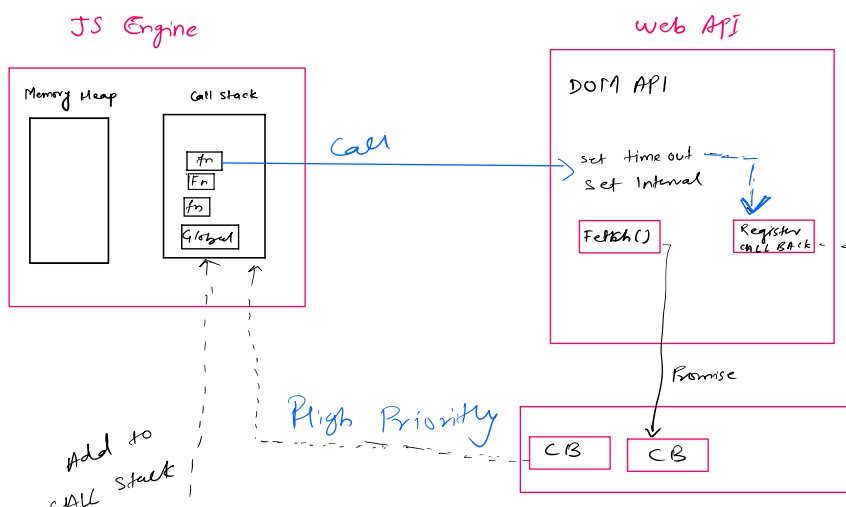 JS Engine
Web API
Memory Heap
Call Stack
fn
Fn
fn
Global
Call
DOM API
set time out
set Interval
Fetch()
Register
CALL BACK
Promise
High Priority
CB
CB
Add to
CALL Stack